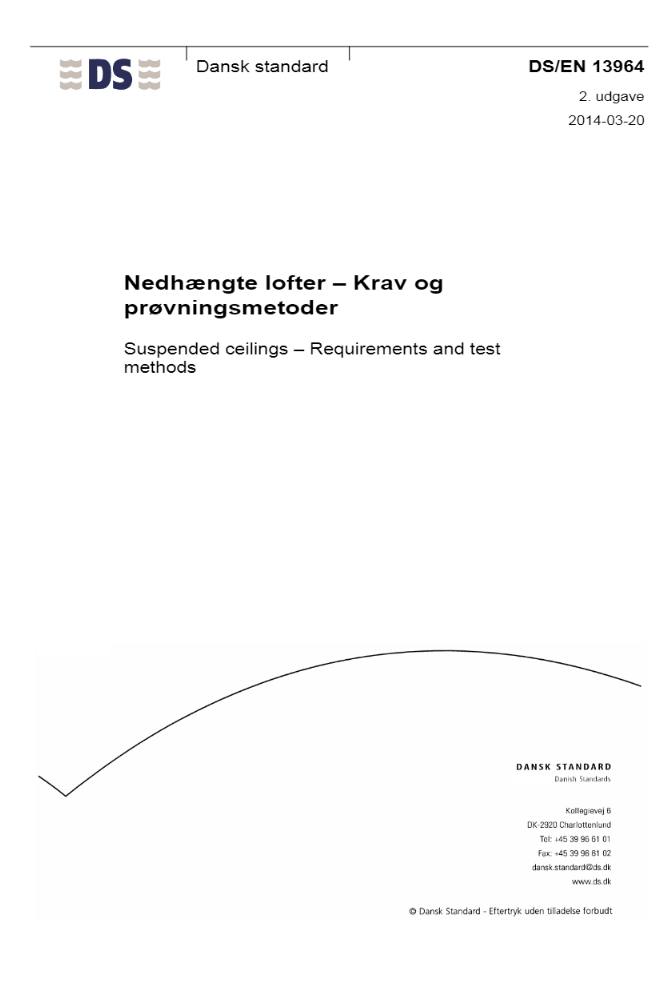 DS
Dansk standard
DS/EN 13964
2. udgave
2014-03-20
Nedhængte lofter – Krav og
prøvningsmetoder
Suspended ceilings – Requirements and test
methods
DANSK STANDARD
Danish Standards
Kollegievej 6
DK-2920 Charlottenlund
Tel: +45 39 96 61 01
Fax: +45 39 96 61 02
dansk.standard@ds.dk
www.ds.dk
© Dansk Standard - Eftertryk uden tilladelse forbudt